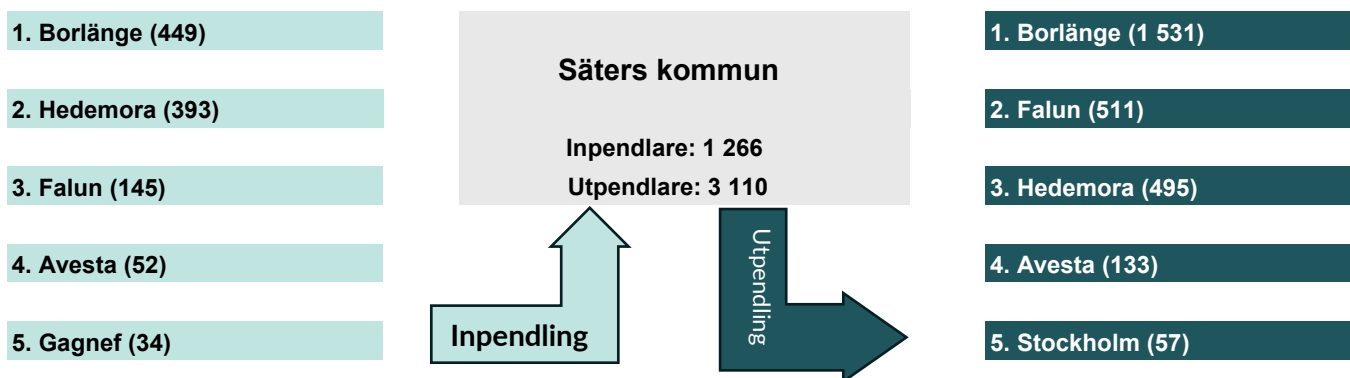 1. Borlänge (449)
2. Hedemora (393)
3. Falun (145)
4. Avesta (52)
5. Gagnef (34)
Säters kommun
Inpendlare: 1 266
Utpendlare: 3 110
Inpendling
Utpendling
1. Borlänge (1 531)
2. Falun (511)
3. Hedemora (495)
4. Avesta (133)
5. Stockholm (57)